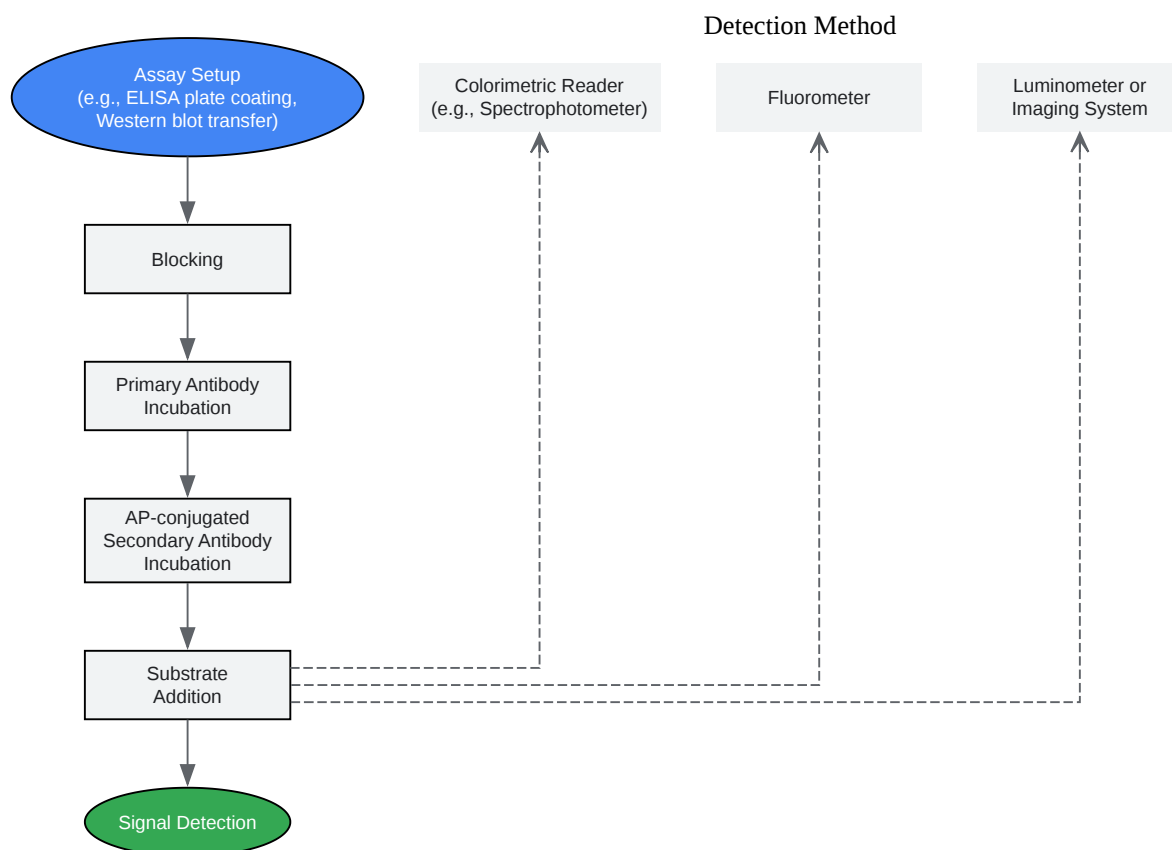 Detection Method
Assay Setup
(e.g., ELISA plate coating,
Western blot transfer)
Colorimetric Reader
(e.g., Spectrophotometer)
Fluorometer
Luminometer or
Imaging System
Blocking
Primary Antibody
Incubation
AP-conjugated
Secondary Antibody
Incubation
Substrate
Addition
Signal Detection